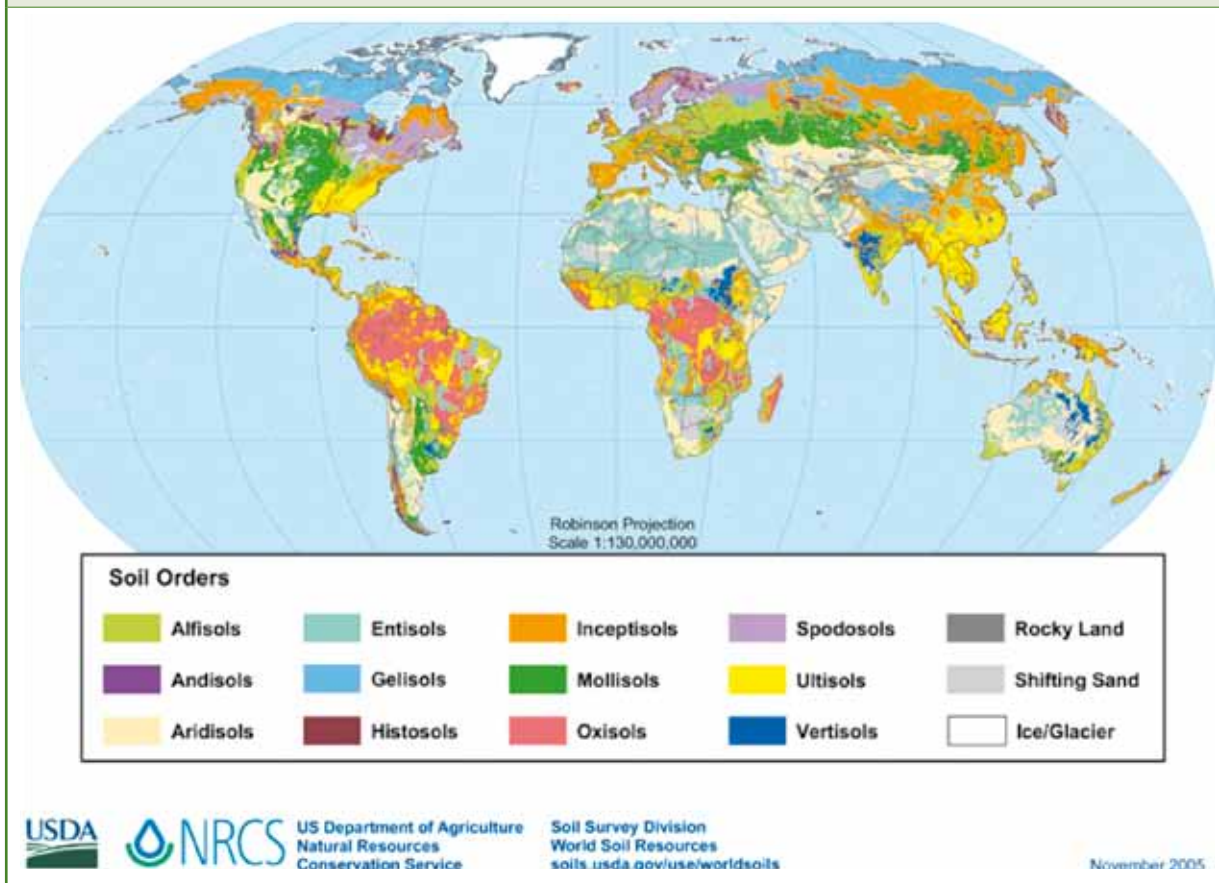 Robinson Projection
Scale 1:130,000,000
Soil Orders
Alfisols
Entisols
Inceptisols
Spodosols
Rocky Land
Andisols
Gelisols
Mollisols
Ultisols
Shifting Sand
Aridisols
Histosols
Oxisols
Vertisols
Ice/Glacier
USDA
NRCS
US Department of Agriculture
Natural Resources
Conservation Service
Soil Survey Division
World Soil Resources
soils.usda.gov/use/worldsoils
November 2005